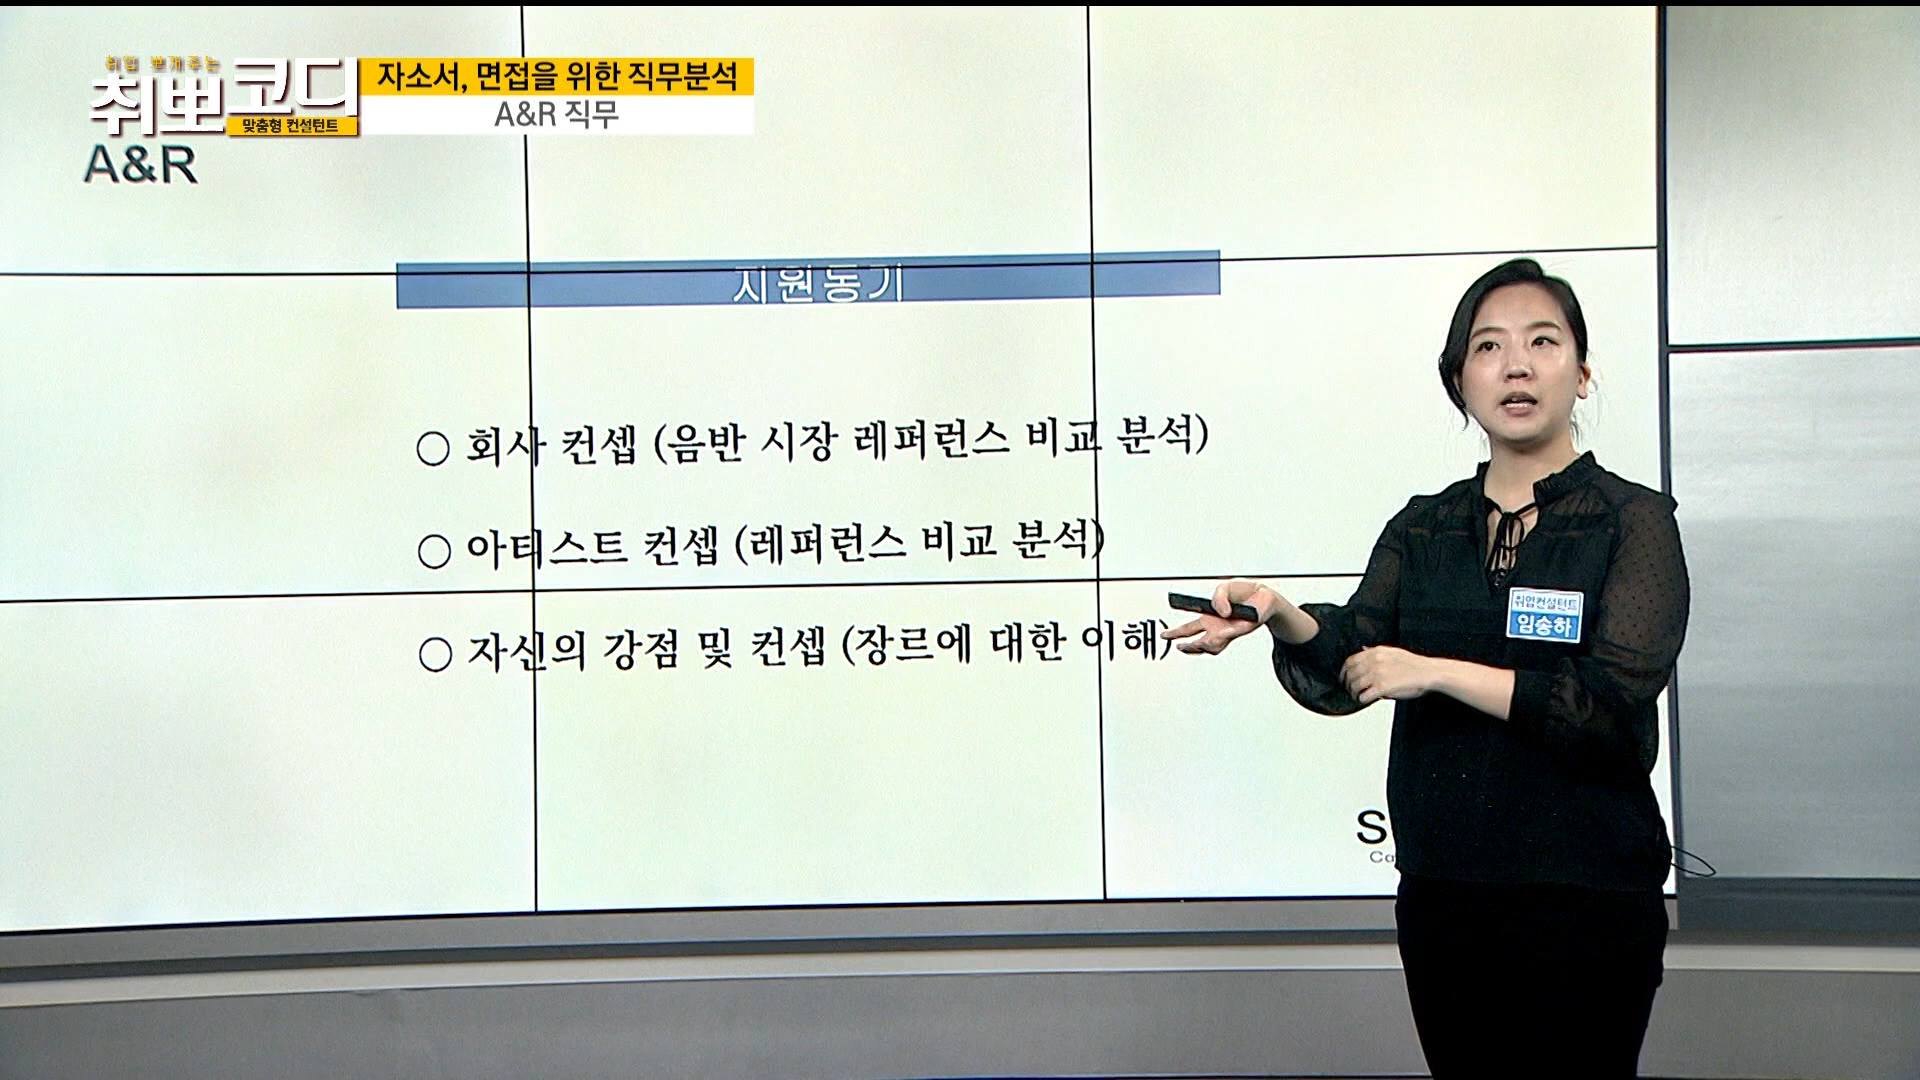 취업 뽀개주는
취뽀코디
맞춤형 컨설턴트
자소서, 면접을 위한 직무분석
A&R 직무
A&R
지원동기
○ 회사 컨셉 (음반 시장 레퍼런스 비교 분석)
○ 아티스트 컨셉 (레퍼런스 비교 분석)
○ 자신의 강점 및 컨셉 (장르에 대한 이해)
취업컨설턴트
임송하